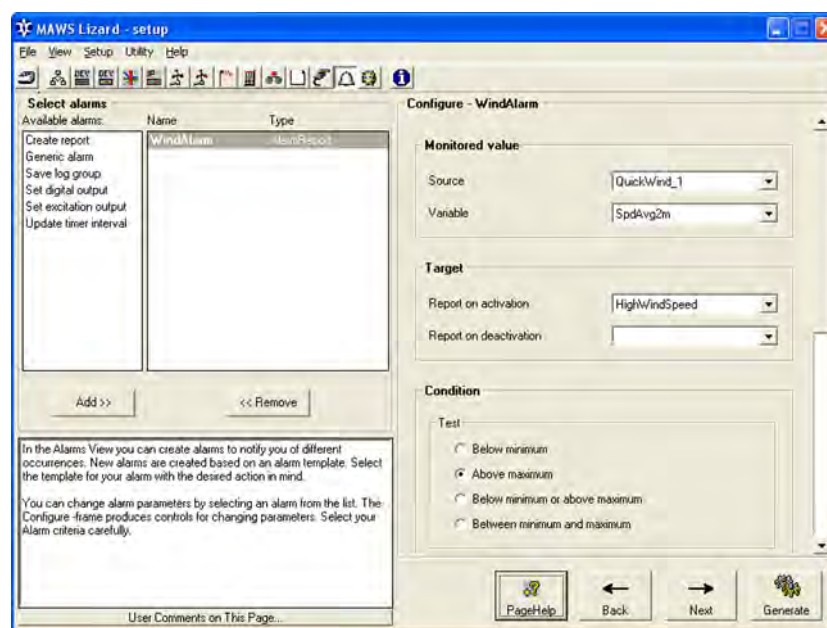 MAWS Lizard - setup
File View Setup Utility Help
Select alarms
Available alarms: Name Type
Create report
Generic alarm
Save log group
Set digital output
Set excitation output
Update timer interval
WindAlarm AlarmReport
Add >> << Remove
In the Alarms View you can create alarms to notify you of different
occurrences. New alarms are created based on an alarm template. Select
the template for your alarm with the desired action in mind.
You can change alarm parameters by selecting an alarm from the list. The
Configure -frame produces controls for changing parameters. Select your
Alarm criteria carefully.
User Comments on This Page...
Configure - WindAlarm
Monitored value
Source QuickWind_1
Variable SpdAvg2m
Target
Report on activation HighWindSpeed
Report on deactivation
Condition
Test
Below minimum
Above maximum
Below minimum or above maximum
Between minimum and maximum
PageHelp Back Next Generate